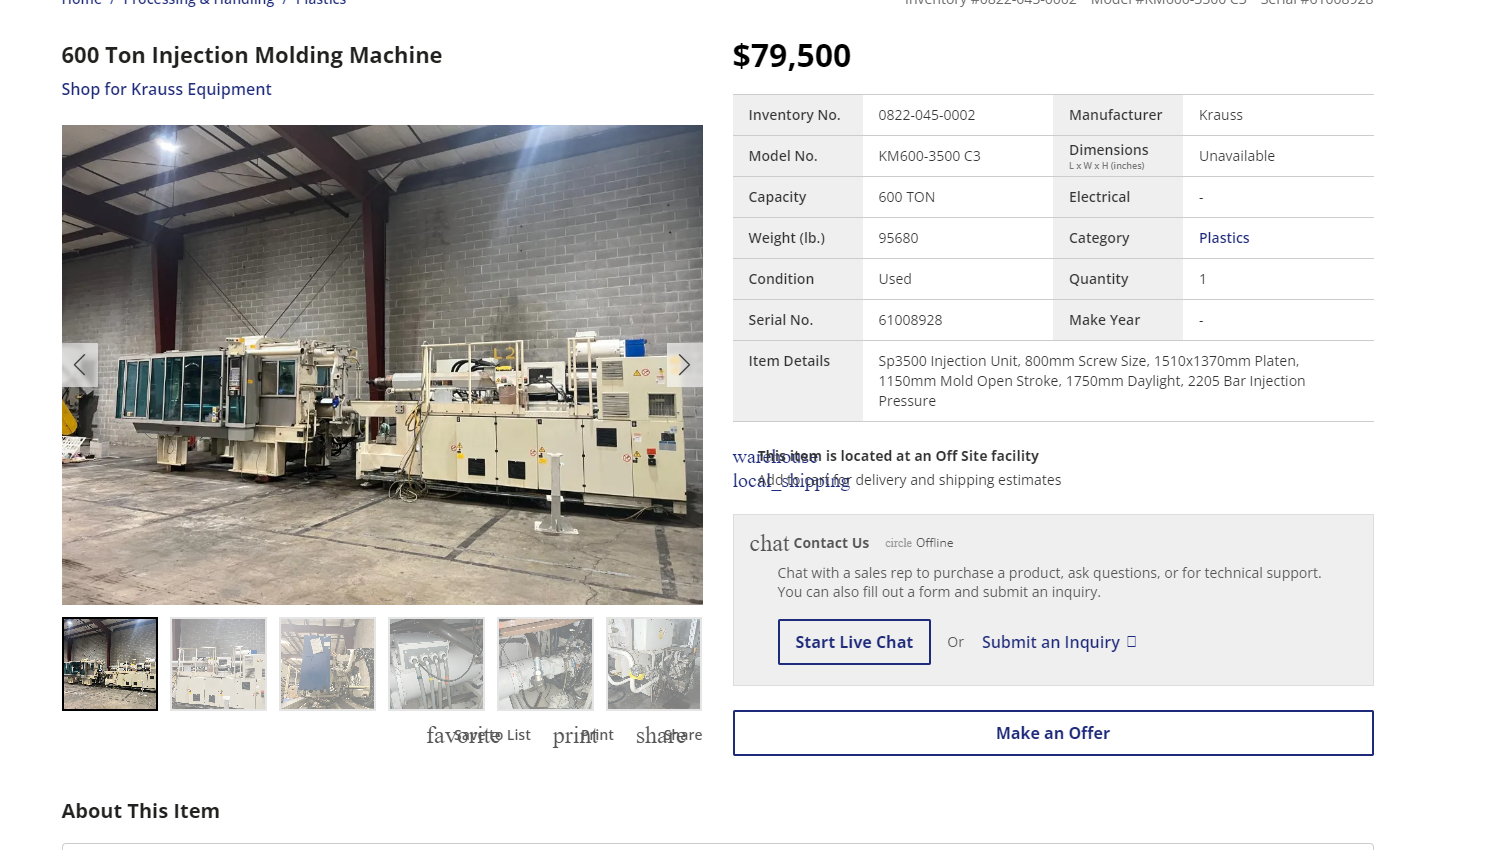 Home / Processing & Handling / Plastics
Inventory #0822-045-0002 Model #KM600-3500 C3 Serial #61008928
600 Ton Injection Molding Machine
Shop for Krauss Equipment
$79,500
Inventory No. 0822-045-0002 Manufacturer Krauss
Model No. KM600-3500 C3 Dimensions L x W x H (inches) Unavailable
Capacity 600 TON Electrical -
Weight (lb.) 95680 Category Plastics
Condition Used Quantity 1
Serial No. 61008928 Make Year -
Item Details Sp3500 Injection Unit, 800mm Screw Size, 1510x1370mm Platen,
1150mm Mold Open Stroke, 1750mm Daylight, 2205 Bar Injection
Pressure
warehouse This item is located at an Off Site facility
local_shipping Add to cart for delivery and shipping estimates
chat Contact Us circle Offline
Chat with a sales rep to purchase a product, ask questions, or for technical support.
You can also fill out a form and submit an inquiry.
Start Live Chat Or Submit an Inquiry
favorite Save to List print Print share Share
Make an Offer
About This Item